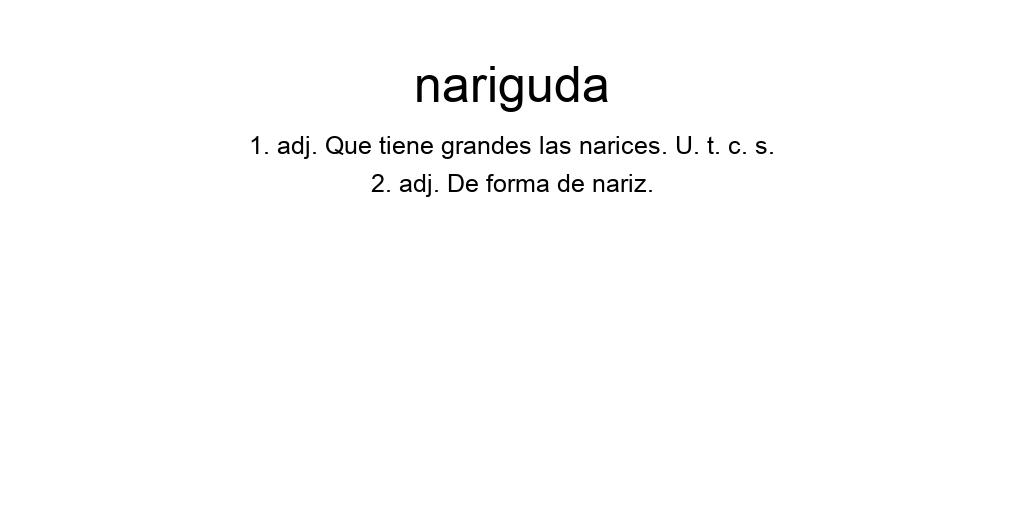 nariguda
1. adj. Que tiene grandes las narices. U. t. c. s.
2. adj. De forma de nariz.